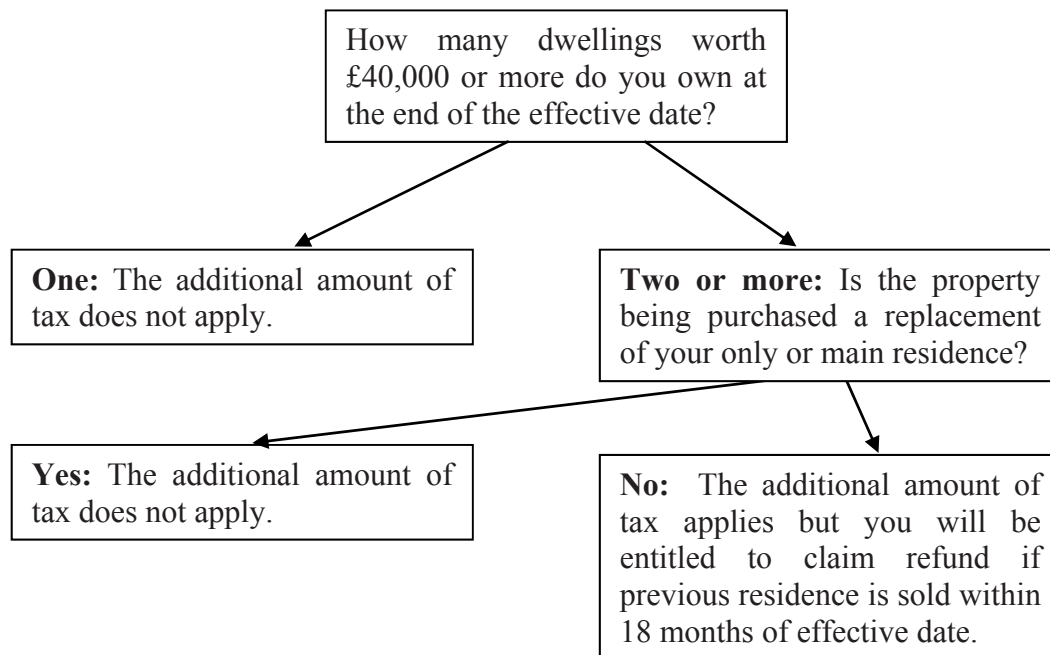 How many dwellings worth
£40,000 or more do you own at
the end of the effective date?
One: The additional amount of
tax does not apply.
Two or more: Is the property
being purchased a replacement
of your only or main residence?
Yes: The additional amount of
tax does not apply.
No: The additional amount of
tax applies but you will be
entitled to claim refund if
previous residence is sold within
18 months of effective date.